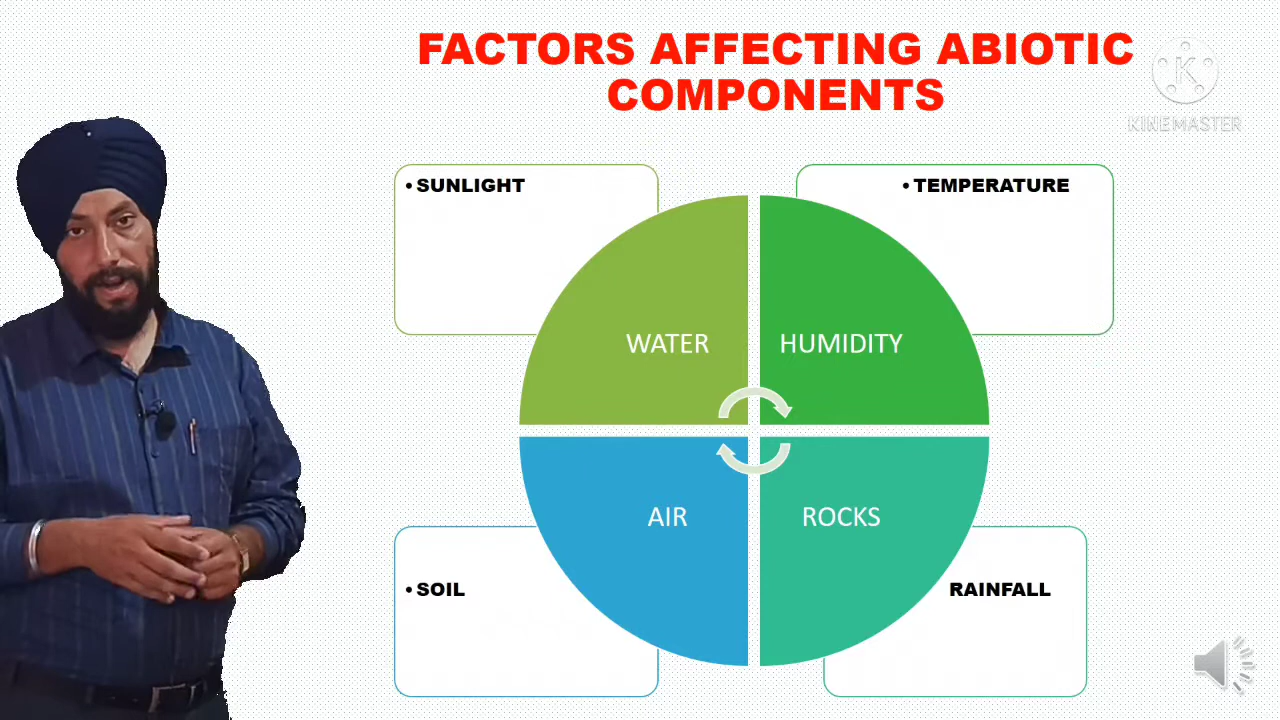 FACTORS AFFECTING ABIOTIC
COMPONENTS
K
KINEMASTER
• SUNLIGHT
• TEMPERATURE
WATER
HUMIDITY
AIR
ROCKS
• SOIL
RAINFALL